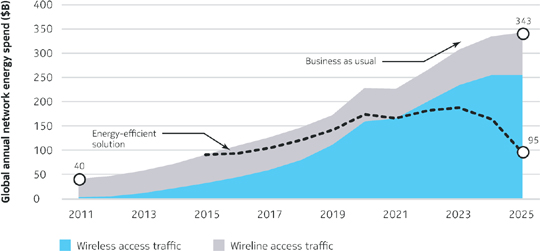 Global annual network energy spend ($B)
400
350
300
250
200
150
100
50
0
343
Business as usual
Energy-efficient
solution
40
95
2011 2013 2015 2017 2019 2021 2023 2025
Wireless access traffic Wireline access traffic